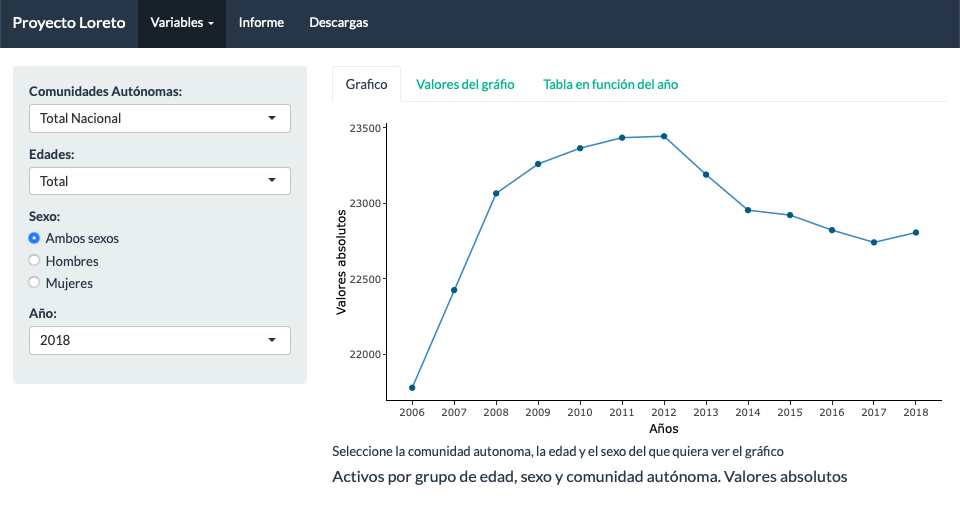 Proyecto Loreto Variables Informe Descargas
Comunidades Autónomas:
Total Nacional
Edades:
Total
Sexo:
Ambos sexos
Hombres
Mujeres
Año:
2018
Grafico Valores del gráfio Tabla en función del año
23500
23000
22500
22000
Valores absolutos
2006 2007 2008 2009 2010 2011 2012 2013 2014 2015 2016 2017 2018
Años
Seleccione la comunidad autonoma, la edad y el sexo del que quiera ver el gráfico
Activos por grupo de edad, sexo y comunidad autónoma. Valores absolutos